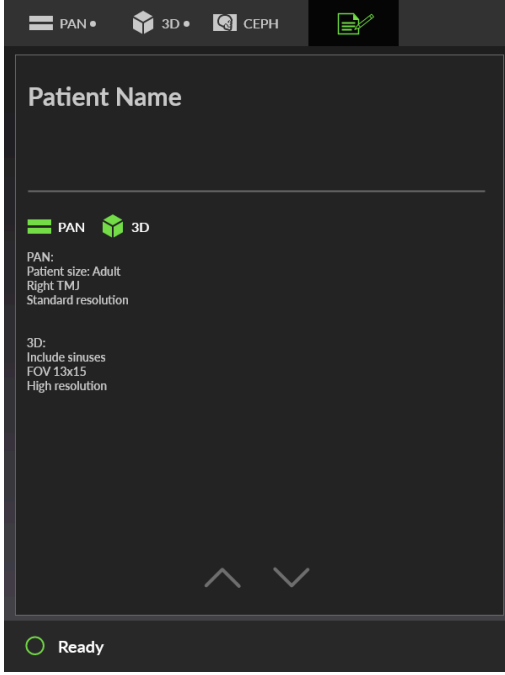 PAN
3D
CEPH
Patient Name
PAN
3D
PAN:
Patient size: Adult
Right TMJ
Standard resolution
3D:
Include sinuses
FOV 13x15
High resolution
Ready